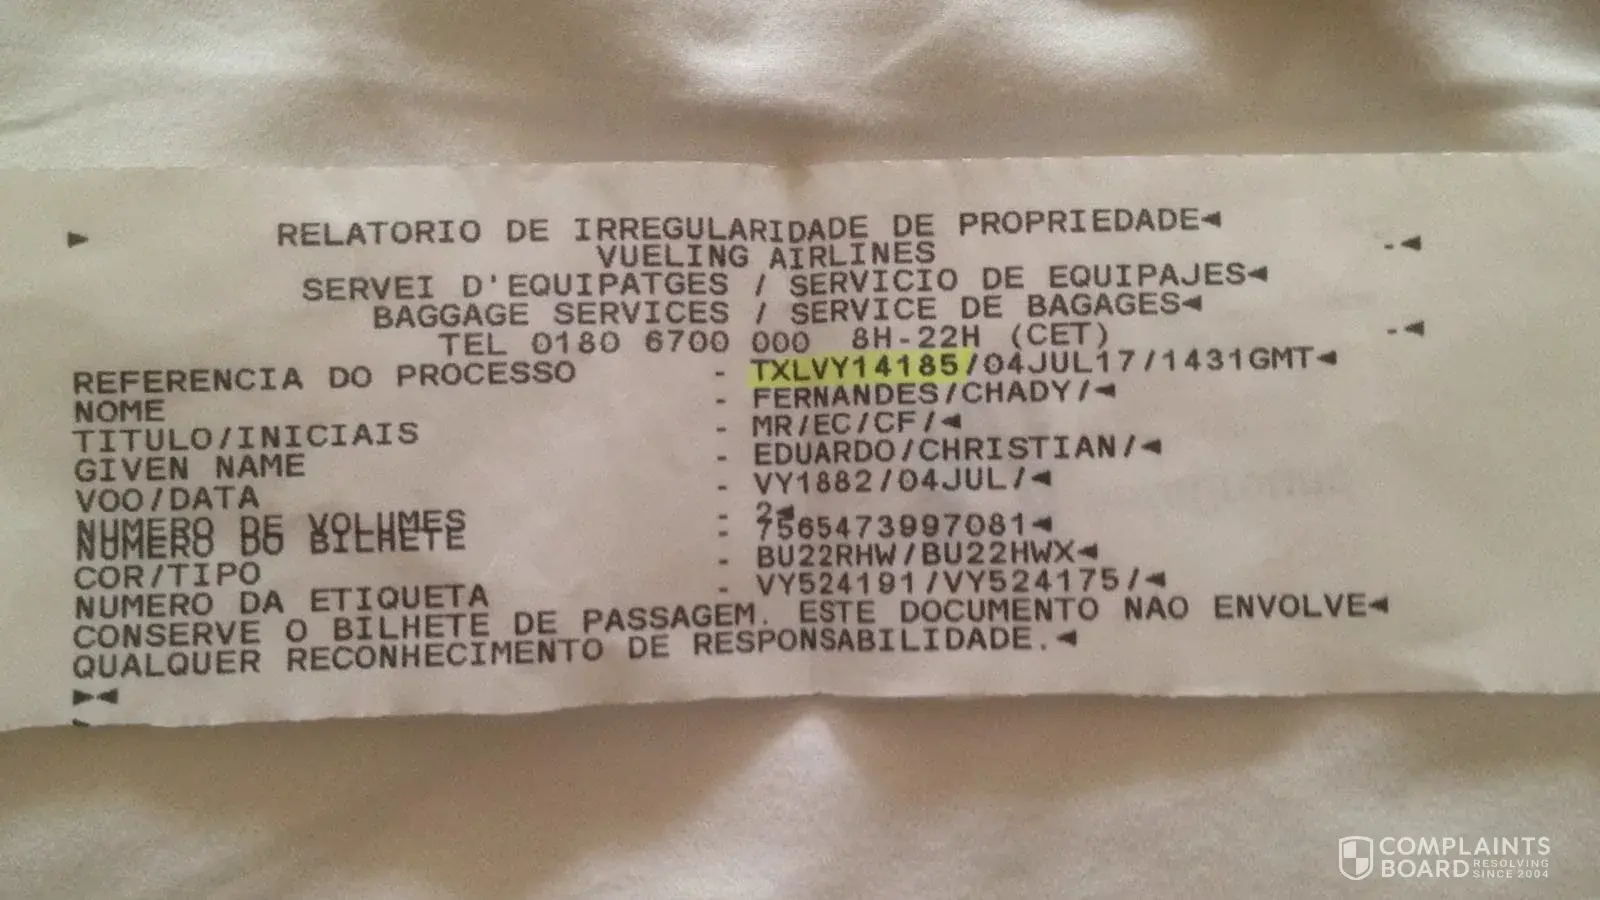 RELATORIO DE IRREGULARIDADE DE PROPRIEDADE
VUELING AIRLINES -
SERVEI D'EQUIPATGES / SERVICIO DE EQUIPAJES
BAGGAGE SERVICES / SERVICE DE BAGAGES
TEL 0180 6700 000 8H-22H (CET) -
REFERENCIA DO PROCESSO - TXLVY14185/04JUL17/1431GMT
NOME - FERNANDES/CHADY/
TITULO/INICIAIS - MR/EC/CF/
GIVEN NAME - EDUARDO/CHRISTIAN/
VOO/DATA - VY1882/04JUL/
NUMERO DE VOLUMES - 2
NUMERO DO BILHETE - 7565473997081
COR/TIPO - BU22RHW/BU22HWX
NUMERO DA ETIQUETA - VY524191/VY524175/
CONSERVE O BILHETE DE PASSAGEM. ESTE DOCUMENTO NAO ENVOLVE
QUALQUER RECONHECIMENTO DE RESPONSABILIDADE.
COMPLAINTS
BOARD RESOLVING
SINCE 2004